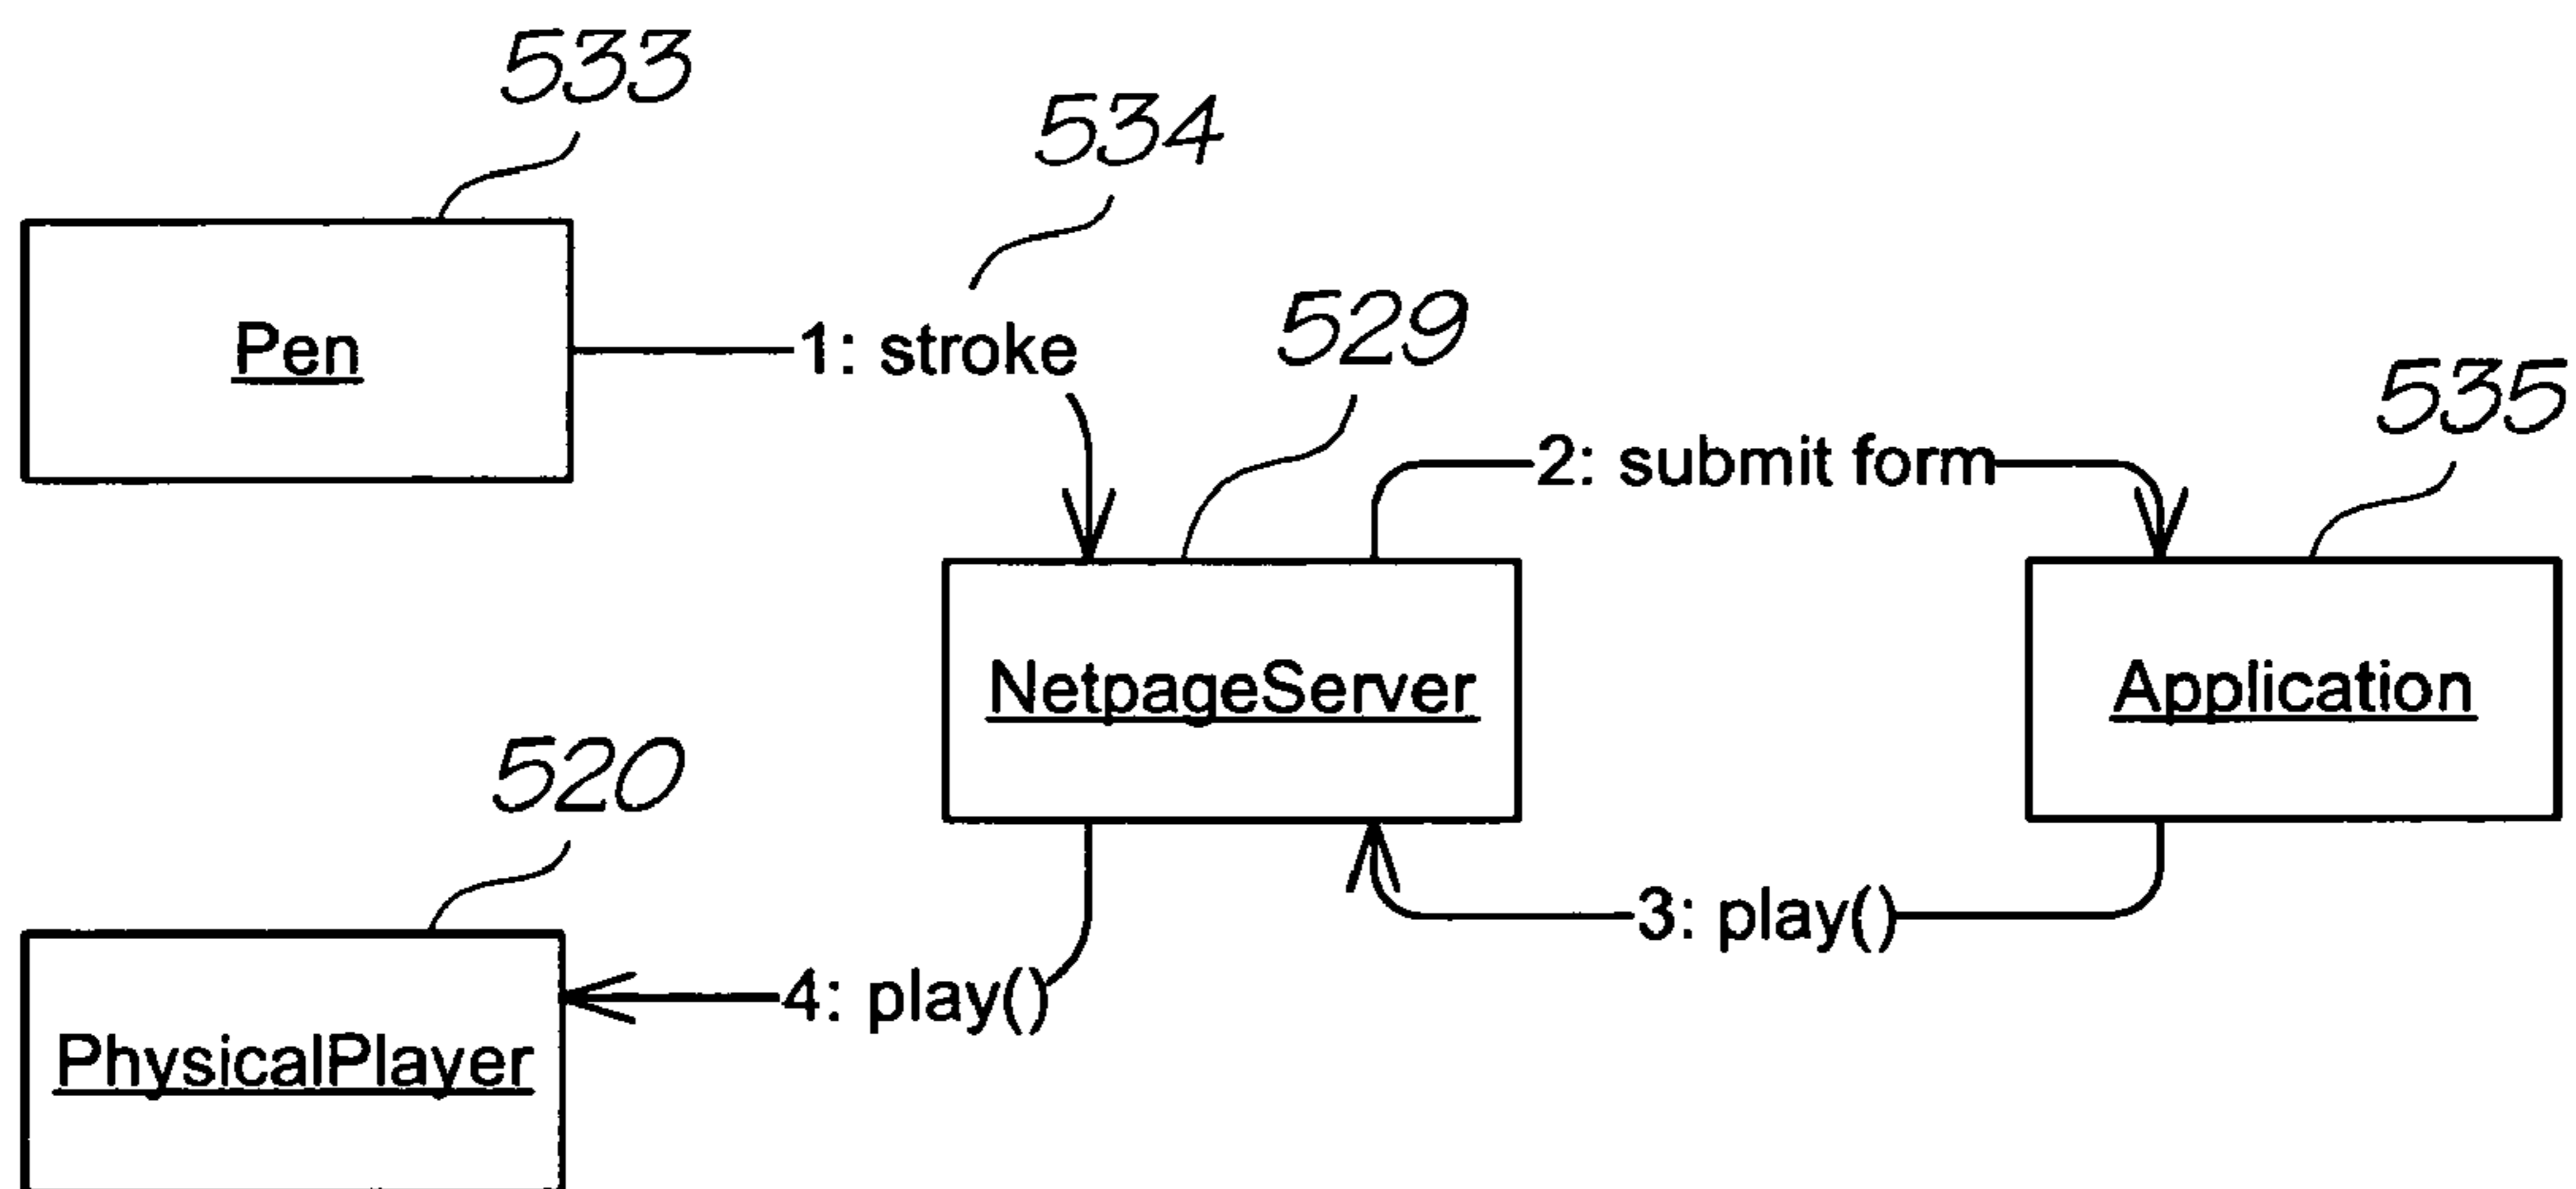 533
534
Pen
1: stroke
529
535
2: submit form
NetpageServer
Application
520
3: play()
4: play()
PhysicalPlayer